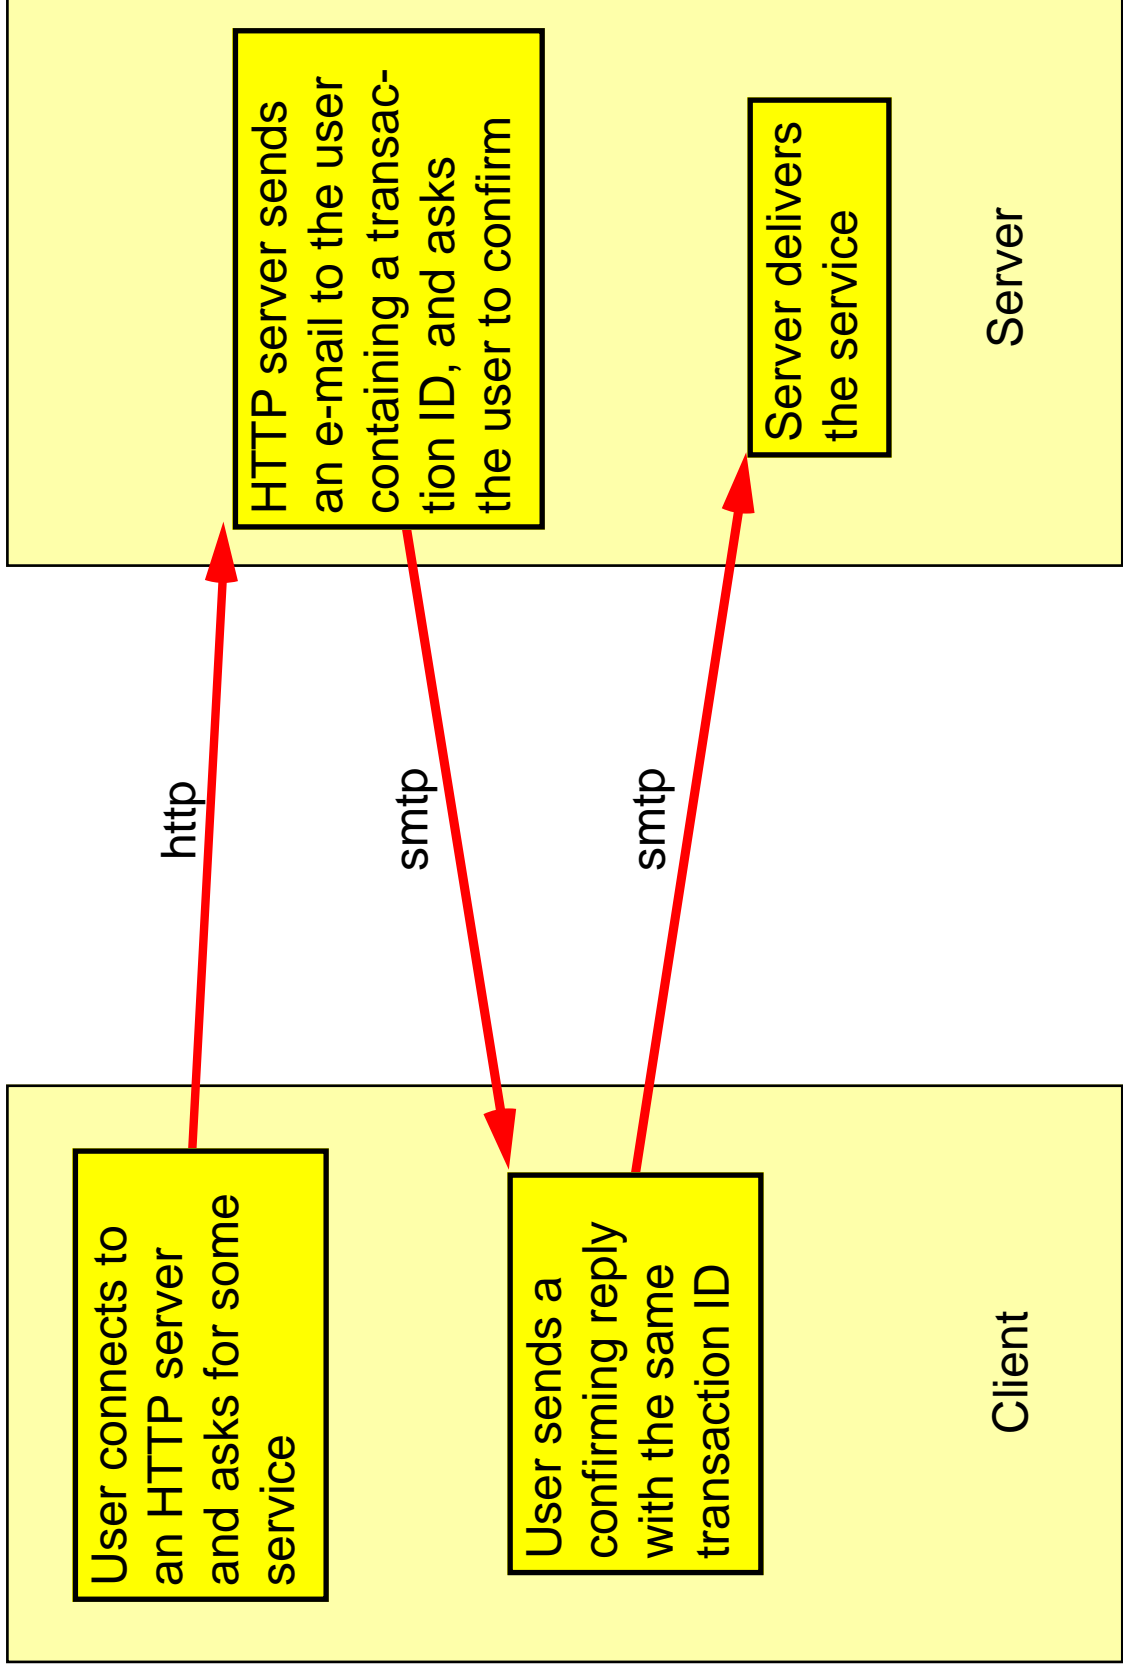 User connects to
an HTTP server
and asks for some
service
http
HTTP server sends
an e-mail to the user
containing a transac-
tion ID, and asks
the user to confirm
smtp
User sends a
confirming reply
with the same
transaction ID
smtp
Server delivers
the service
Client
Server